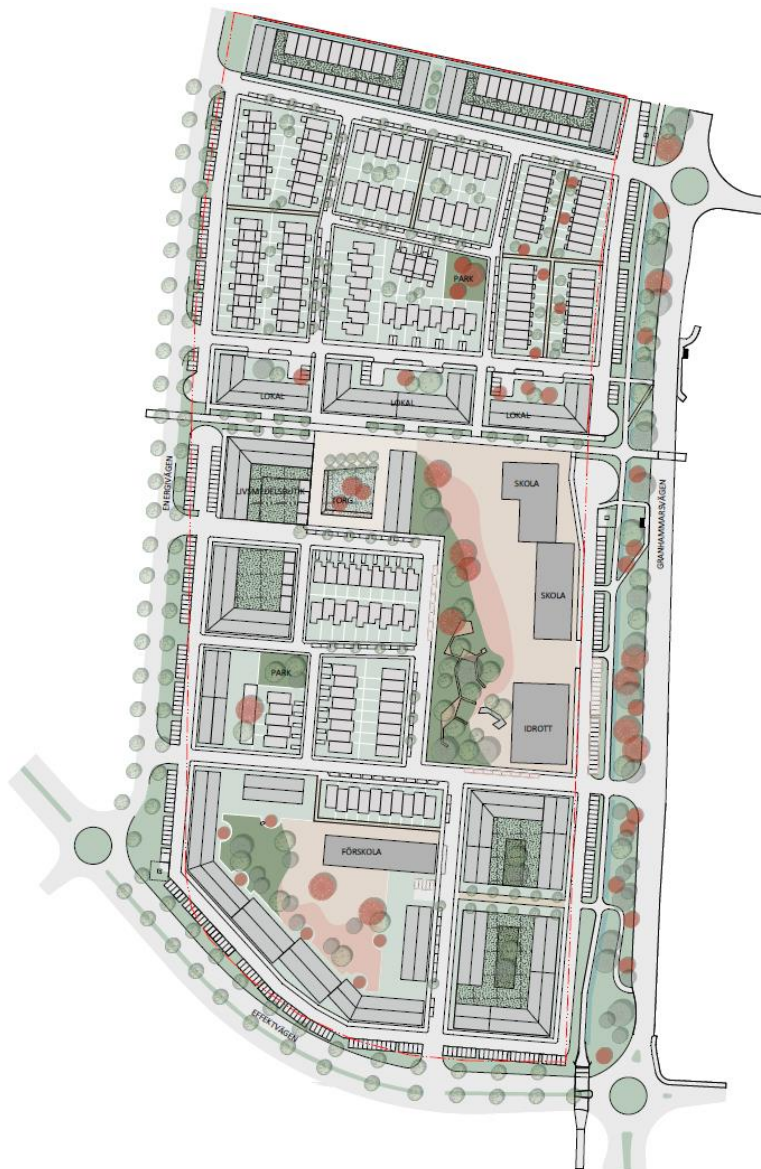 PARK
LOKAL
LOKAL
LOKAL
ENERGIVÄGEN
LIVSMEDELSBUTIK
TORG
SKOLA
GRANHAMMARSVÄGEN
SKOLA
PARK
IDROTT
FÖRSKOLA
EFFEKTVÄGEN